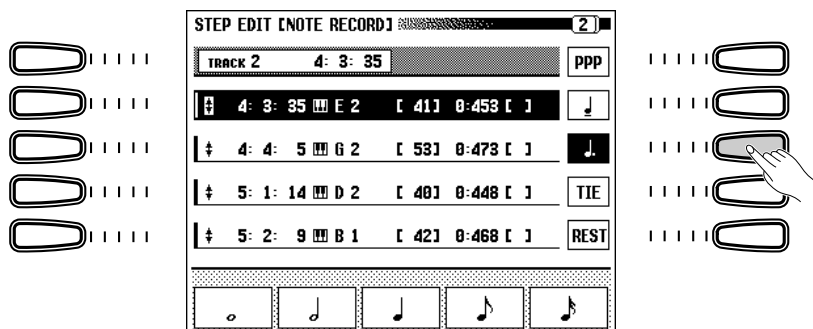 STEP EDIT [NOTE RECORD] 2
TRACK 2 4: 3: 35 PPP
4: 3: 35 E 2 [ 41] 0:453 [ ]
4: 4: 5 G 2 [ 53] 0:473 [ ]
5: 1: 14 D 2 [ 40] 0:448 [ ] TIE
5: 2: 9 B 1 [ 42] 0:468 [ ] REST